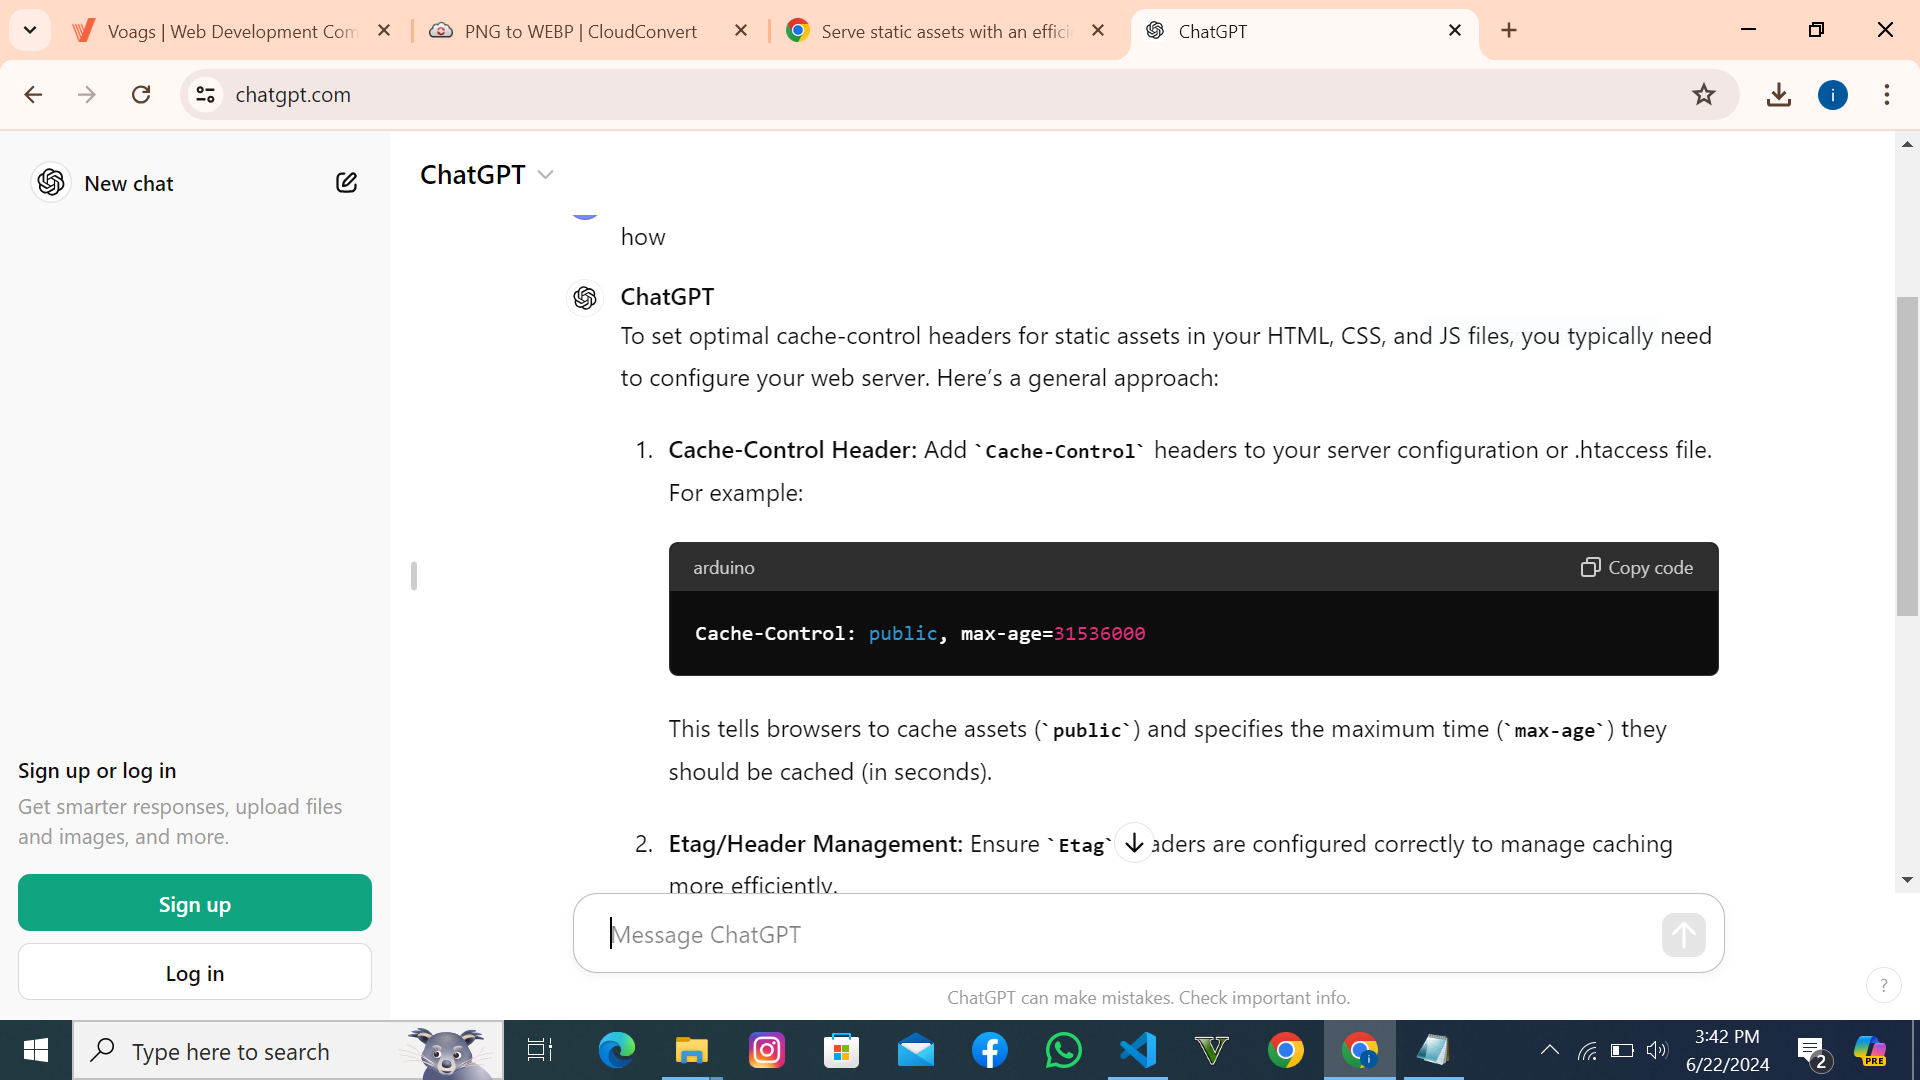 Voags | Web Development Com
PNG to WEBP | CloudConvert
Serve static assets with an effici
ChatGPT
chatgpt.com
i
New chat
ChatGPT
how
ChatGPT
To set optimal cache-control headers for static assets in your HTML, CSS, and JS files, you typically need
to configure your web server. Here’s a general approach:
1. Cache-Control Header: Add `Cache-Control` headers to your server configuration or .htaccess file.
For example:
arduino
Copy code
Cache-Control: public, max-age=31536000
This tells browsers to cache assets (`public`) and specifies the maximum time (`max-age`) they
should be cached (in seconds).
2. Etag/Header Management: Ensure `Etag` aders are configured correctly to manage caching
more efficiently.
Sign up or log in
Get smarter responses, upload files
and images, and more.
Sign up
Log in
Message ChatGPT
ChatGPT can make mistakes. Check important info.
?
Type here to search
3:42 PM
6/22/2024
2
PRE